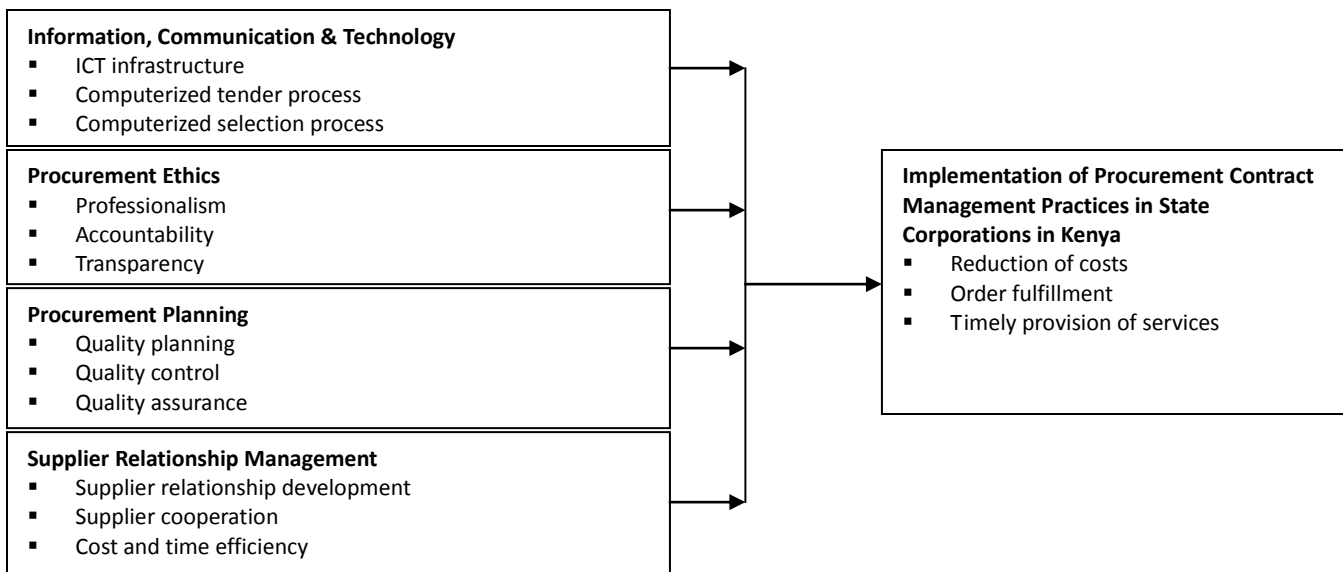 Information, Communication & Technology
▪ ICT infrastructure
▪ Computerized tender process
▪ Computerized selection process
Procurement Ethics
▪ Professionalism
▪ Accountability
▪ Transparency
Procurement Planning
▪ Quality planning
▪ Quality control
▪ Quality assurance
Supplier Relationship Management
▪ Supplier relationship development
▪ Supplier cooperation
▪ Cost and time efficiency
Implementation of Procurement Contract
Management Practices in State
Corporations in Kenya
▪ Reduction of costs
▪ Order fulfillment
▪ Timely provision of services